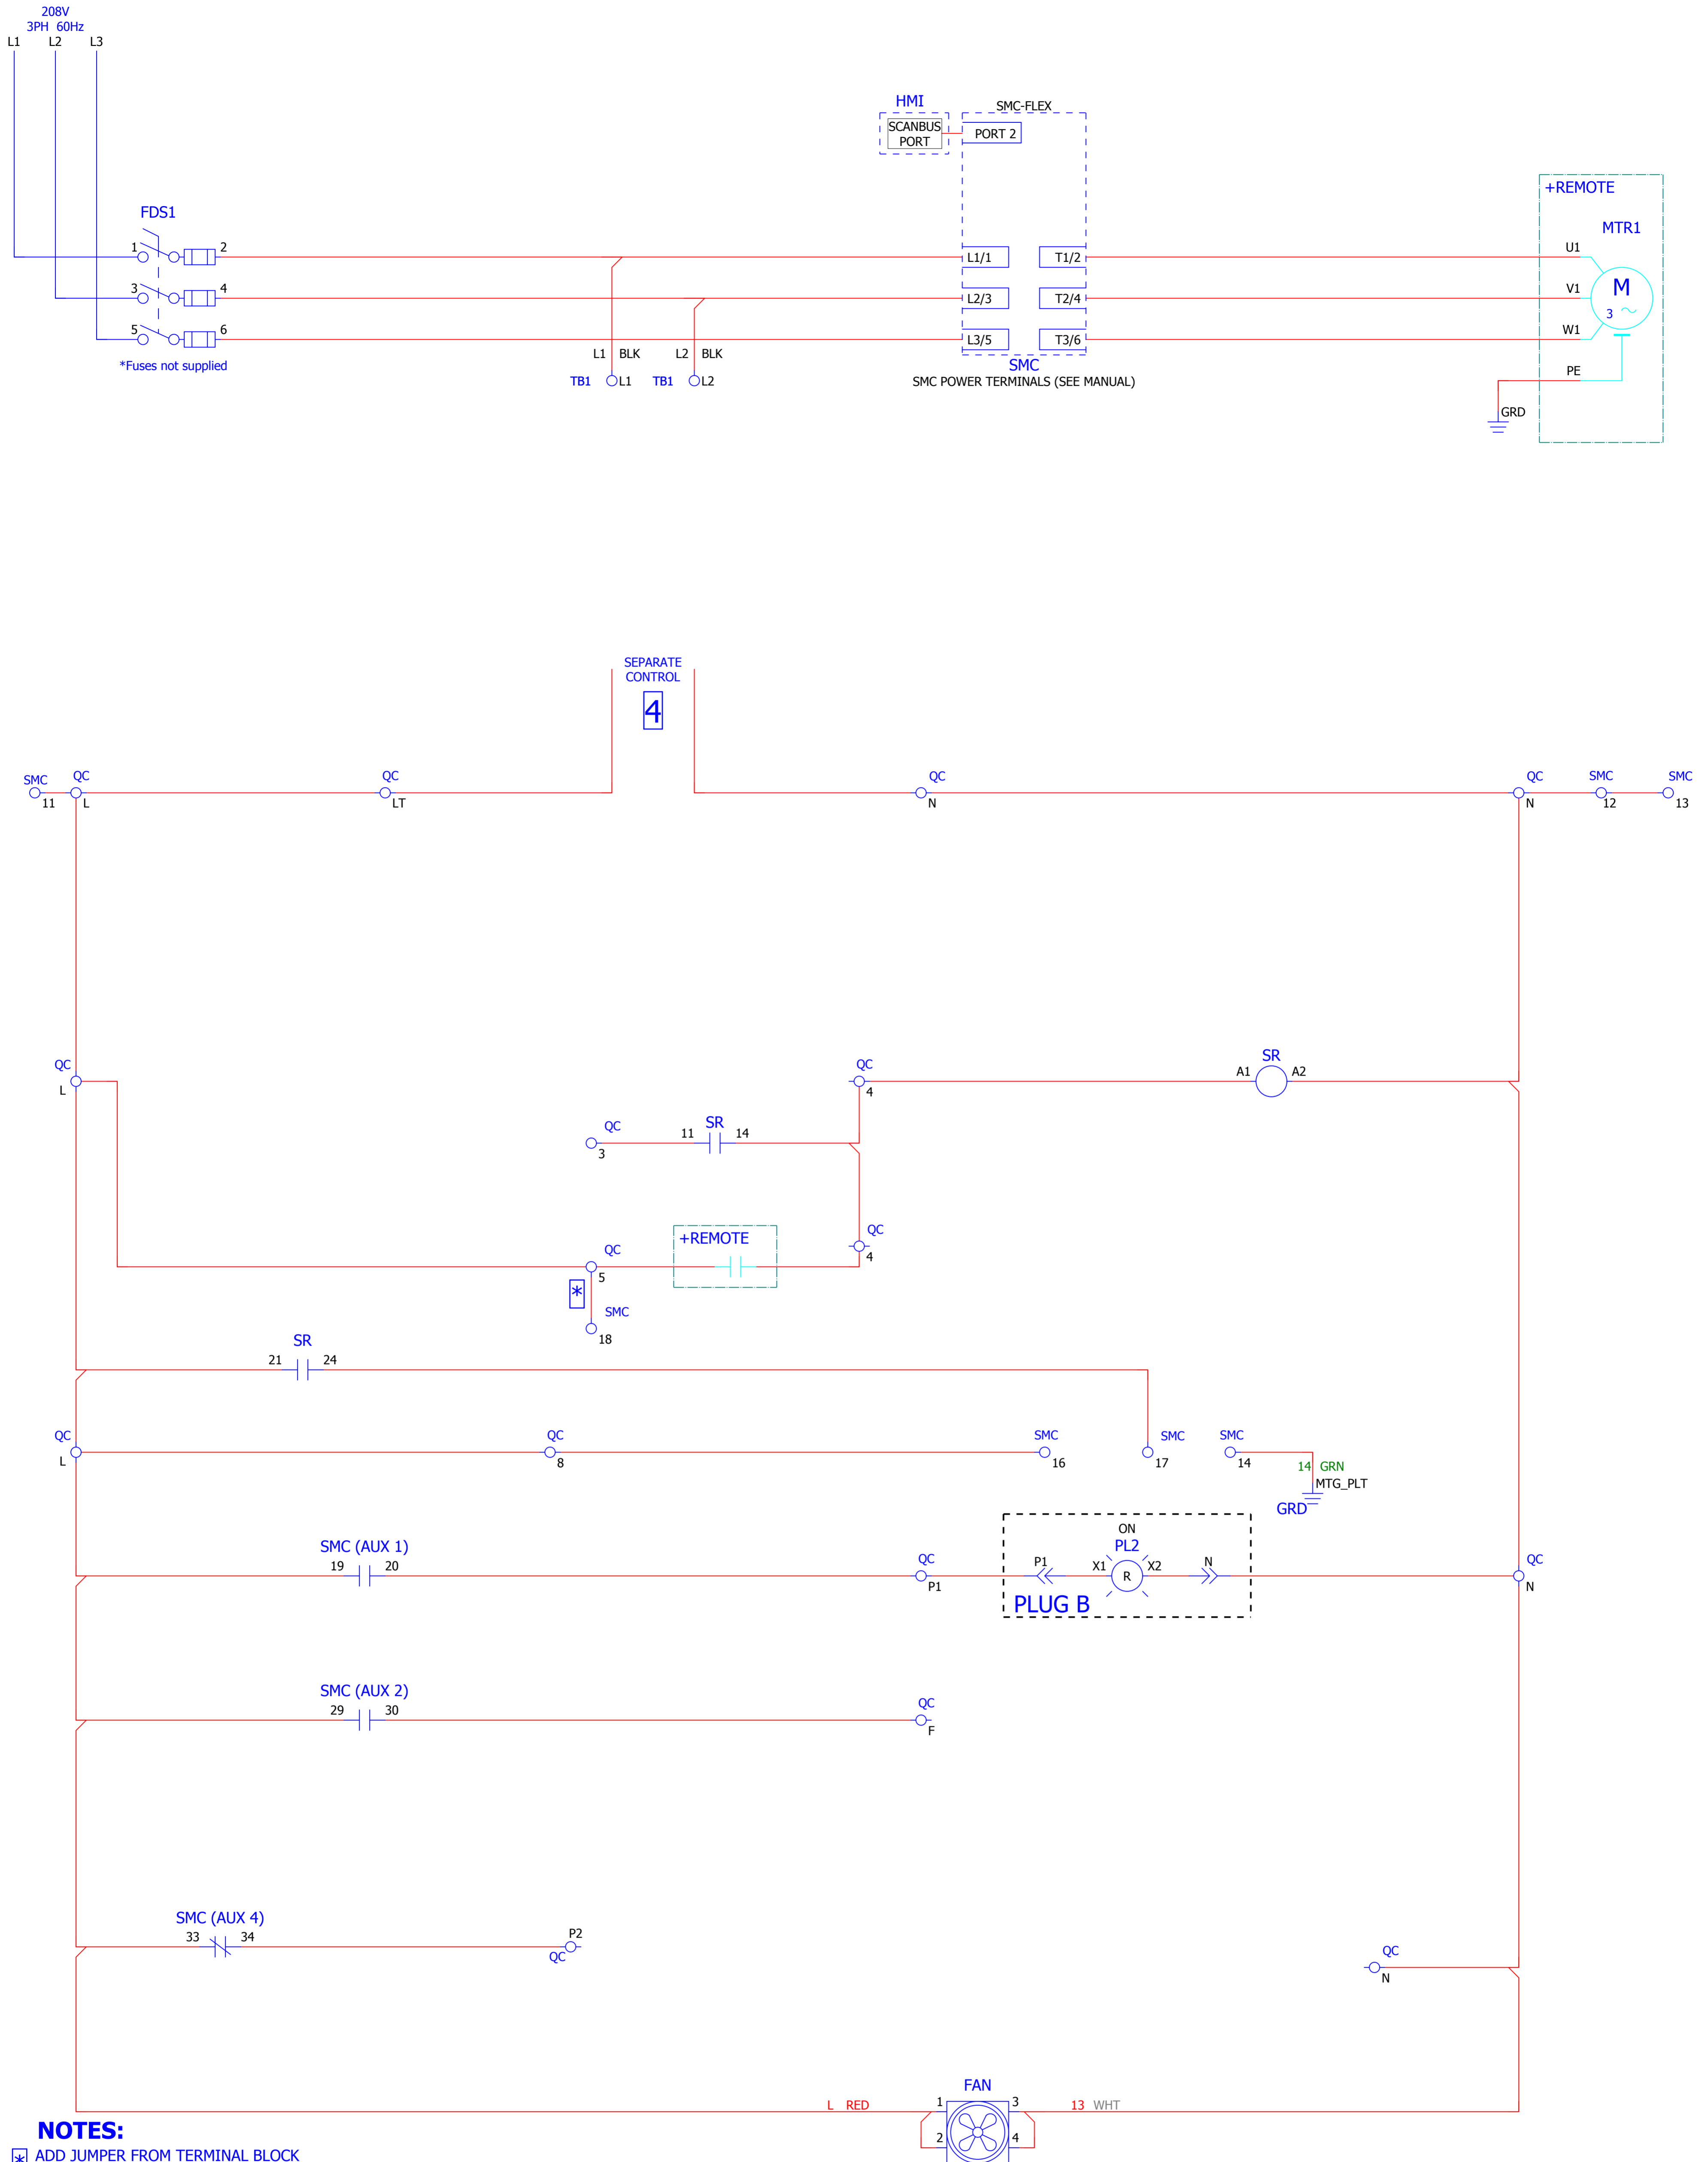 208V
3PH 60Hz
L1 L2 L3
HMI
SMC-FLEX
SCANBUS
PORT
PORT 2
+REMOTE
FDS1
MTR1
1 2
L1/1 T1/2
U1
3 4
L2/3 T2/4
V1
M
3
5 6
L3/5 T3/6
W1
*Fuses not supplied
L1 BLK L2 BLK
SMC
PE
TB1 L1 TB1 L2
SMC POWER TERMINALS (SEE MANUAL)
GRD
SEPARATE
CONTROL
4
SMC QC QC QC QC SMC SMC
11 L LT N N 12 13
QC QC SR
L 4 A1 A2
QC SR
3 11 14
+REMOTE QC
4
QC
5
*
SMC
18
SR
21 24
QC QC SMC SMC SMC
L 8 16 17 14
14 GRN
MTG_PLT
GRD
ON
SMC (AUX 1) PL2
19 20 QC P1 X1 X2 N QC
R
P1 N
PLUG B
SMC (AUX 2)
29 30 QC
F
SMC (AUX 4)
33 34 P2
QC
QC
N
FAN
L RED 1 3 13 WHT
2 4
NOTES:
* ADD JUMPER FROM TERMINAL BLOCK